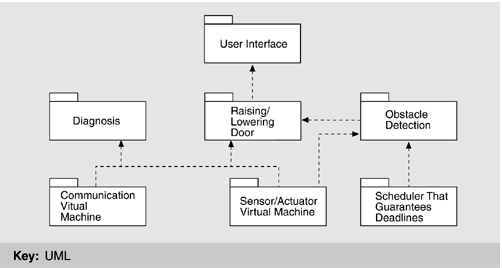 User Interface
Diagnosis
Raising/
Lowering
Door
Obstacle
Detection
Communication
Vitual
Machine
Sensor/Actuator
Virtual Machine
Scheduler That
Guarantees
Deadlines
Key: UML